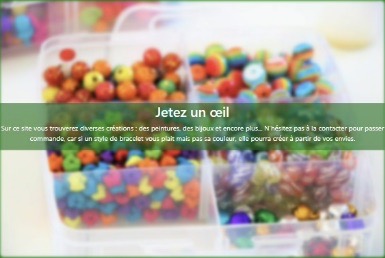 Jetez un œil
Sur ce site vous trouverez diverses créations : des peintures, des bijoux et encore plus... N'hésitez pas à la contacter pour passer
commande, car si un style de bracelet vous plait mais pas sa couleur, elle pourra créer à partir de vos envies.